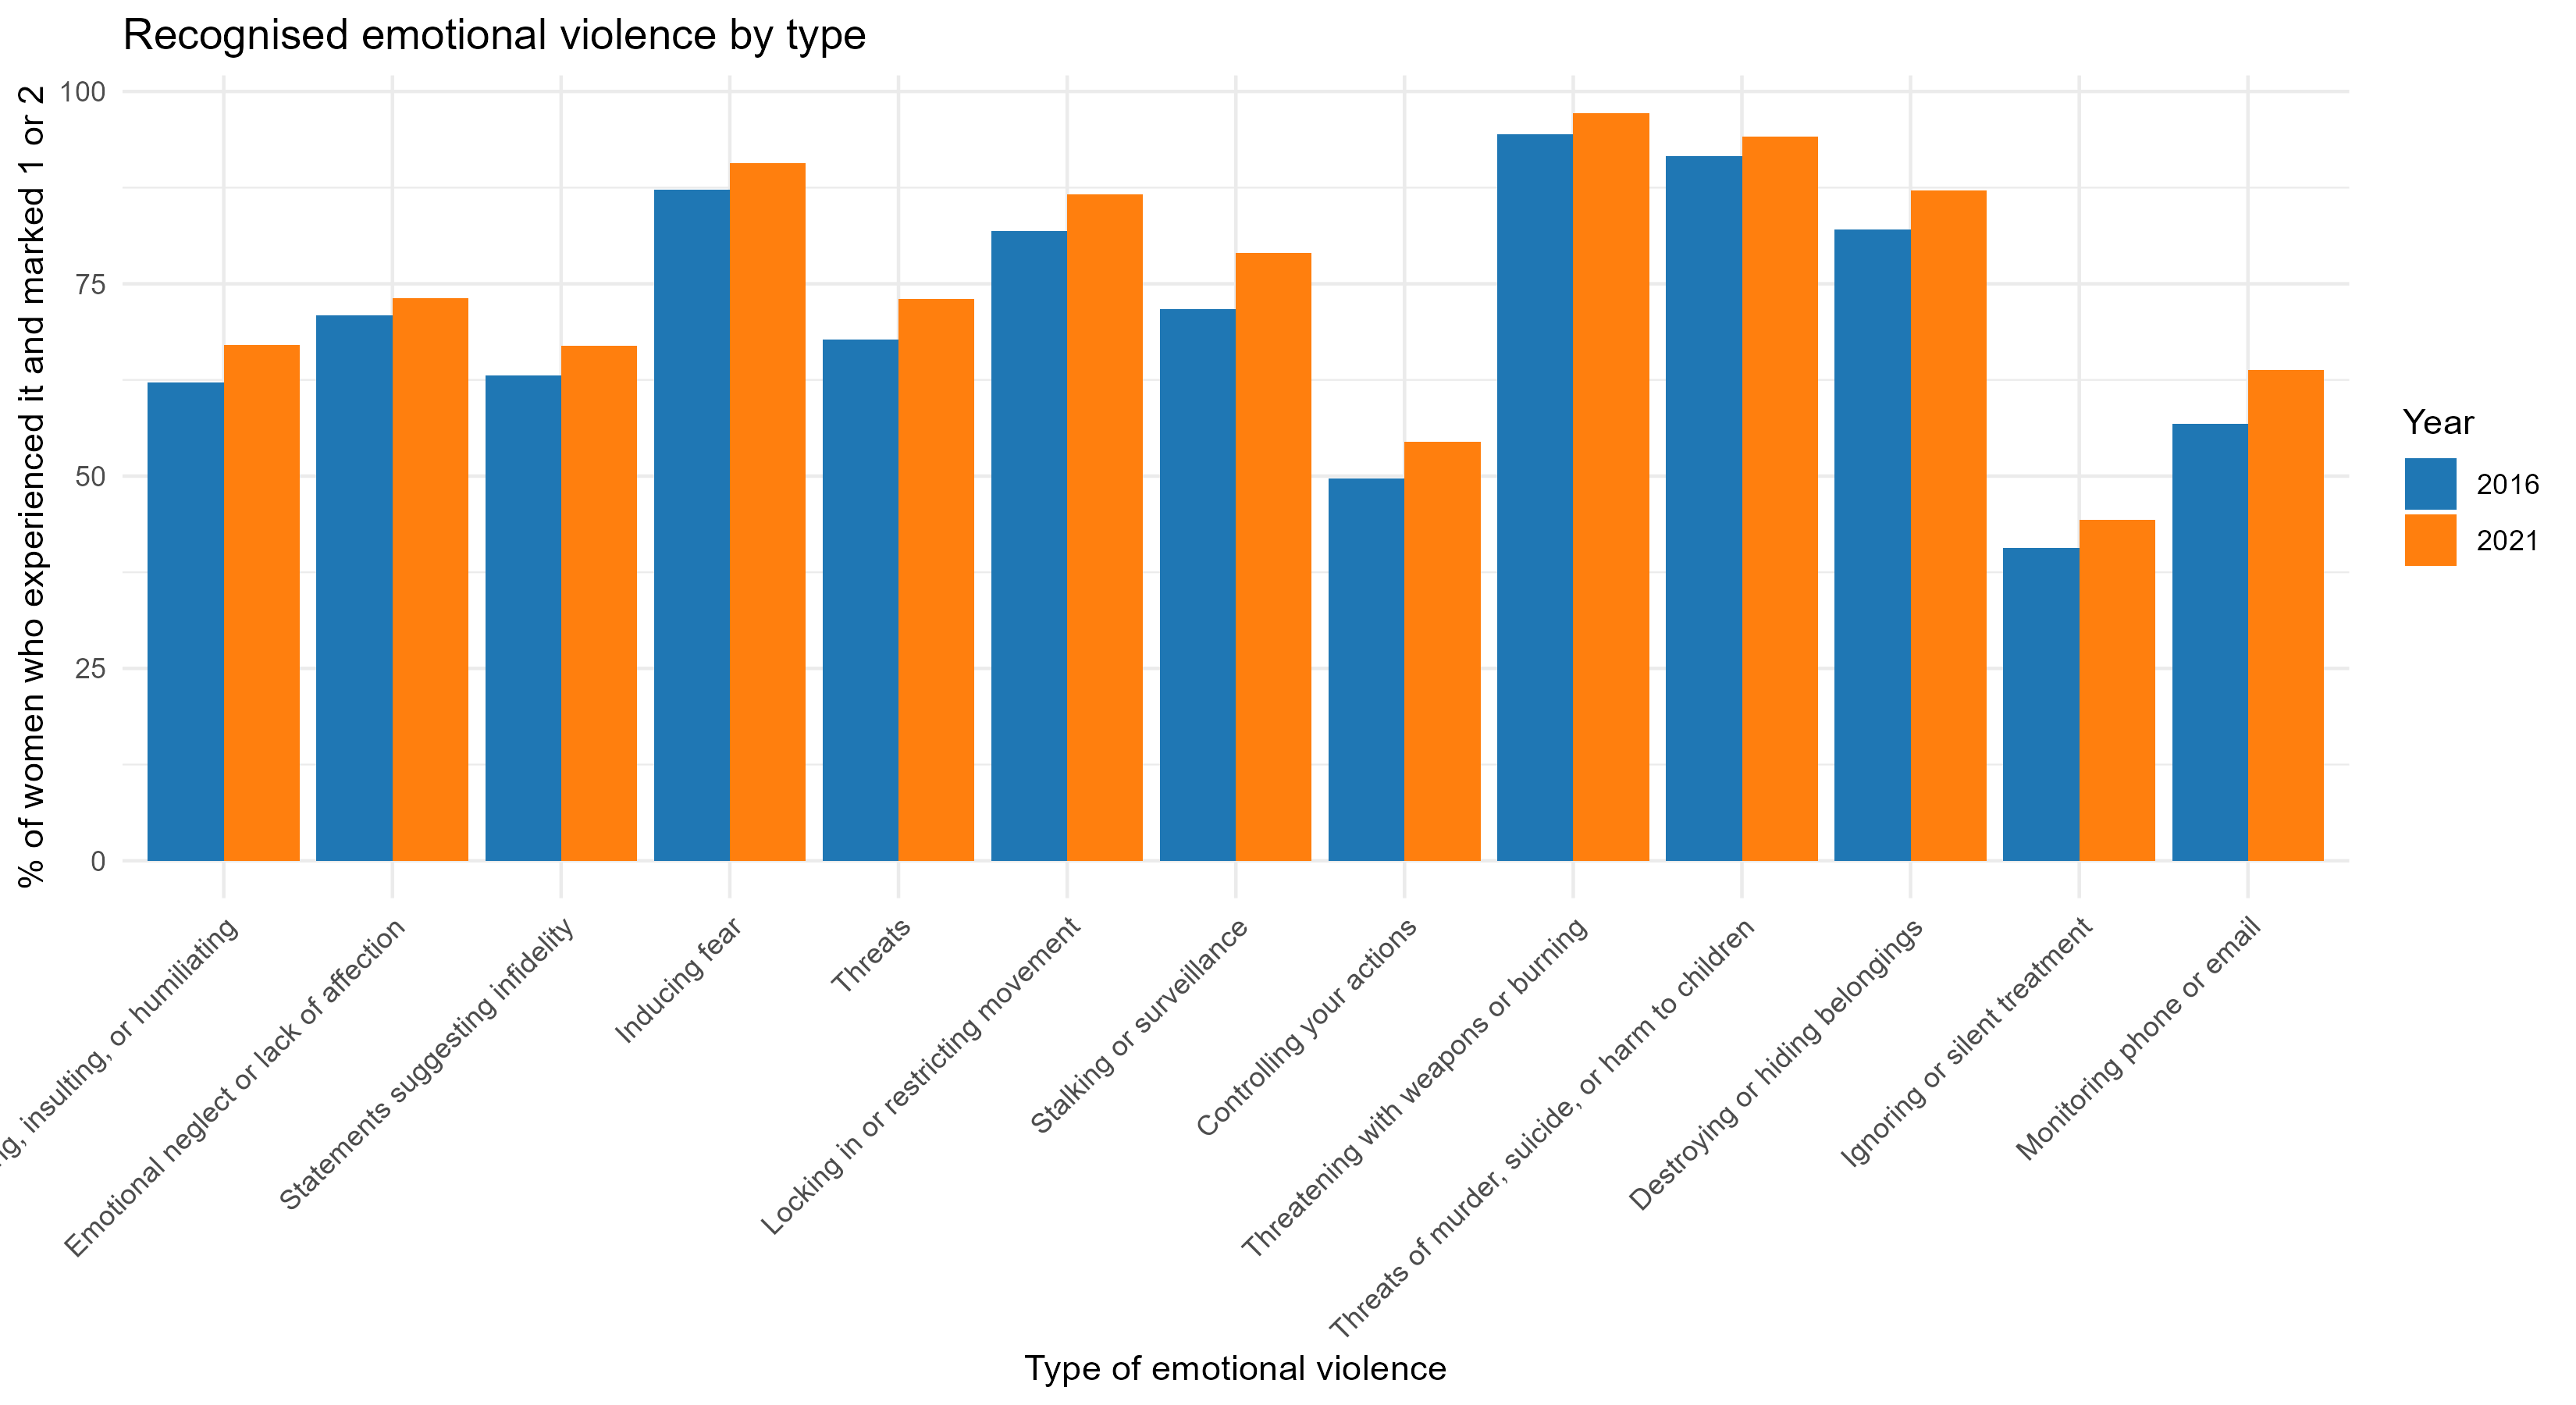 Recognised emotional violence by type
% of women who experienced it and marked 1 or 2
100
75
50
25
0
insulting, or humiliating
Emotional neglect or lack of affection
Statements suggesting infidelity
Inducing fear
Threats
Locking in or restricting movement
Stalking or surveillance
Controlling your actions
Threatening with weapons or burning
Threats of murder, suicide, or harm to children
Destroying or hiding belongings
Ignoring or silent treatment
Monitoring phone or email
Type of emotional violence
Year
2016
2021